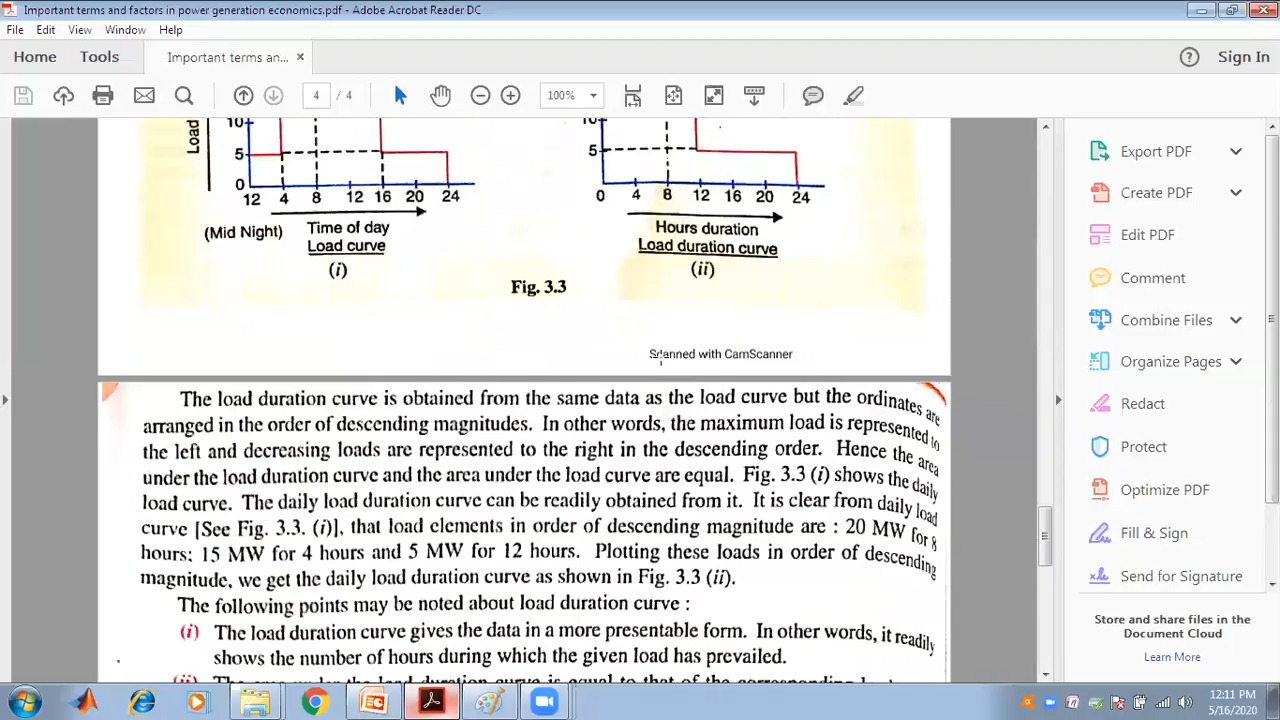 Important terms and factors in power generation economics.pdf - Adobe Acrobat Reader DC
File Edit View Window Help
Home Tools Important terms an... × Sign In
4 / 4 100%
Load
10
5
0
12 4 8 12 16 20 24
(Mid Night) Time of day
Load curve
(i)
10
5
0 4 8 12 16 20 24
Hours duration
Load duration curve
(ii)
Fig. 3.3
Scanned with CamScanner
The load duration curve is obtained from the same data as the load curve but the ordinates are
arranged in the order of descending magnitudes. In other words, the maximum load is represented to
the left and decreasing loads are represented to the right in the descending order. Hence the area
under the load duration curve and the area under the load curve are equal. Fig. 3.3 (i) shows the daily
load curve. The daily load duration curve can be readily obtained from it. It is clear from daily load
curve [See Fig. 3.3. (i)], that load elements in order of descending magnitude are : 20 MW for 8
hours; 15 MW for 4 hours and 5 MW for 12 hours. Plotting these loads in order of descending
magnitude, we get the daily load duration curve as shown in Fig. 3.3 (ii).
The following points may be noted about load duration curve :
(i) The load duration curve gives the data in a more presentable form. In other words, it readily
shows the number of hours during which the given load has prevailed.
Export PDF
Create PDF
Edit PDF
Comment
Combine Files
Organize Pages
Redact
Protect
Optimize PDF
Fill & Sign
Send for Signature
Store and share files in the
Document Cloud
Learn More
12:11 PM
5/16/2020